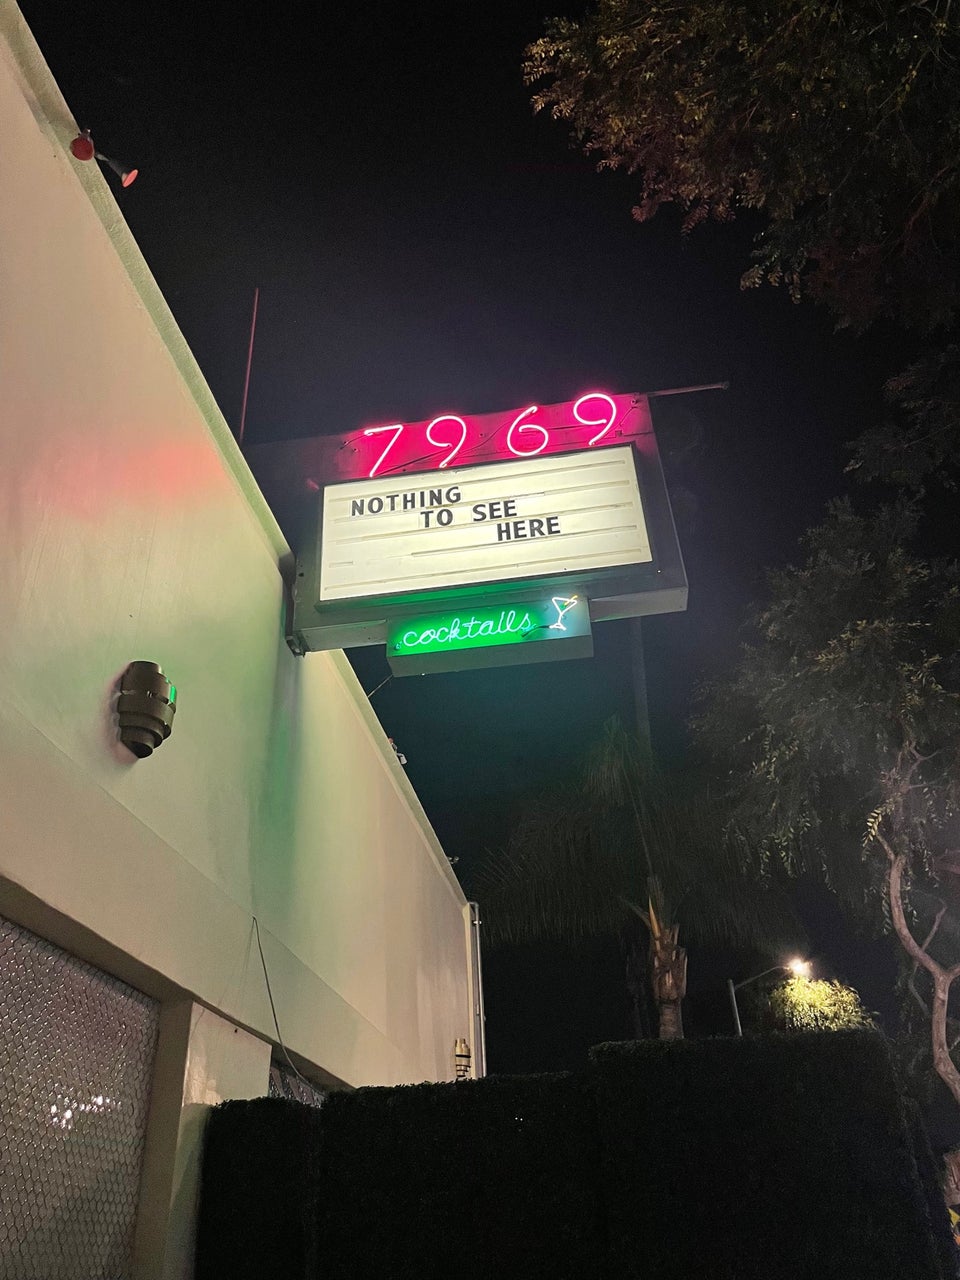 7969
NOTHING
TO SEE
HERE
cocktails